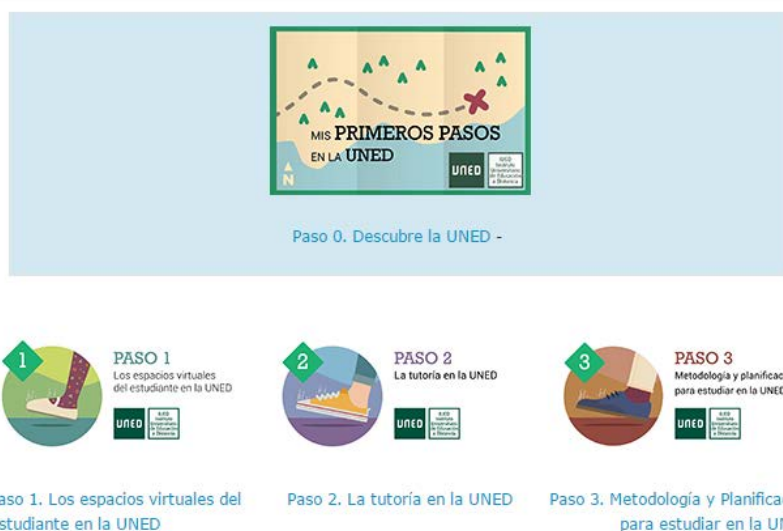 MIS PRIMEROS PASOS
EN LA UNED
N
UNED
Paso 0. Descubre la UNED -
1
PASO 1
Los espacios virtuales
del estudiante en la UNED
UNED
2
PASO 2
La tutoría en la UNED
UNED
3
PASO 3
Metodología y planificac
para estudiar en la UNED
UNED
aso 1. Los espacios virtuales del
studiante en la UNED
Paso 2. La tutoría en la UNED
Paso 3. Metodología y Planifica
para estudiar en la UN